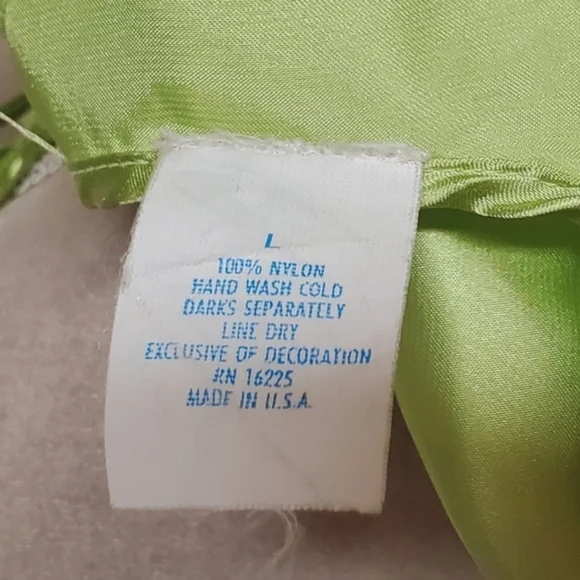 L
100% NYLON
HAND WASH COLD
DARKS SEPARATELY
LINE DRY
EXCLUSIVE OF DECORATION
RN 16225
MADE IN U.S.A.